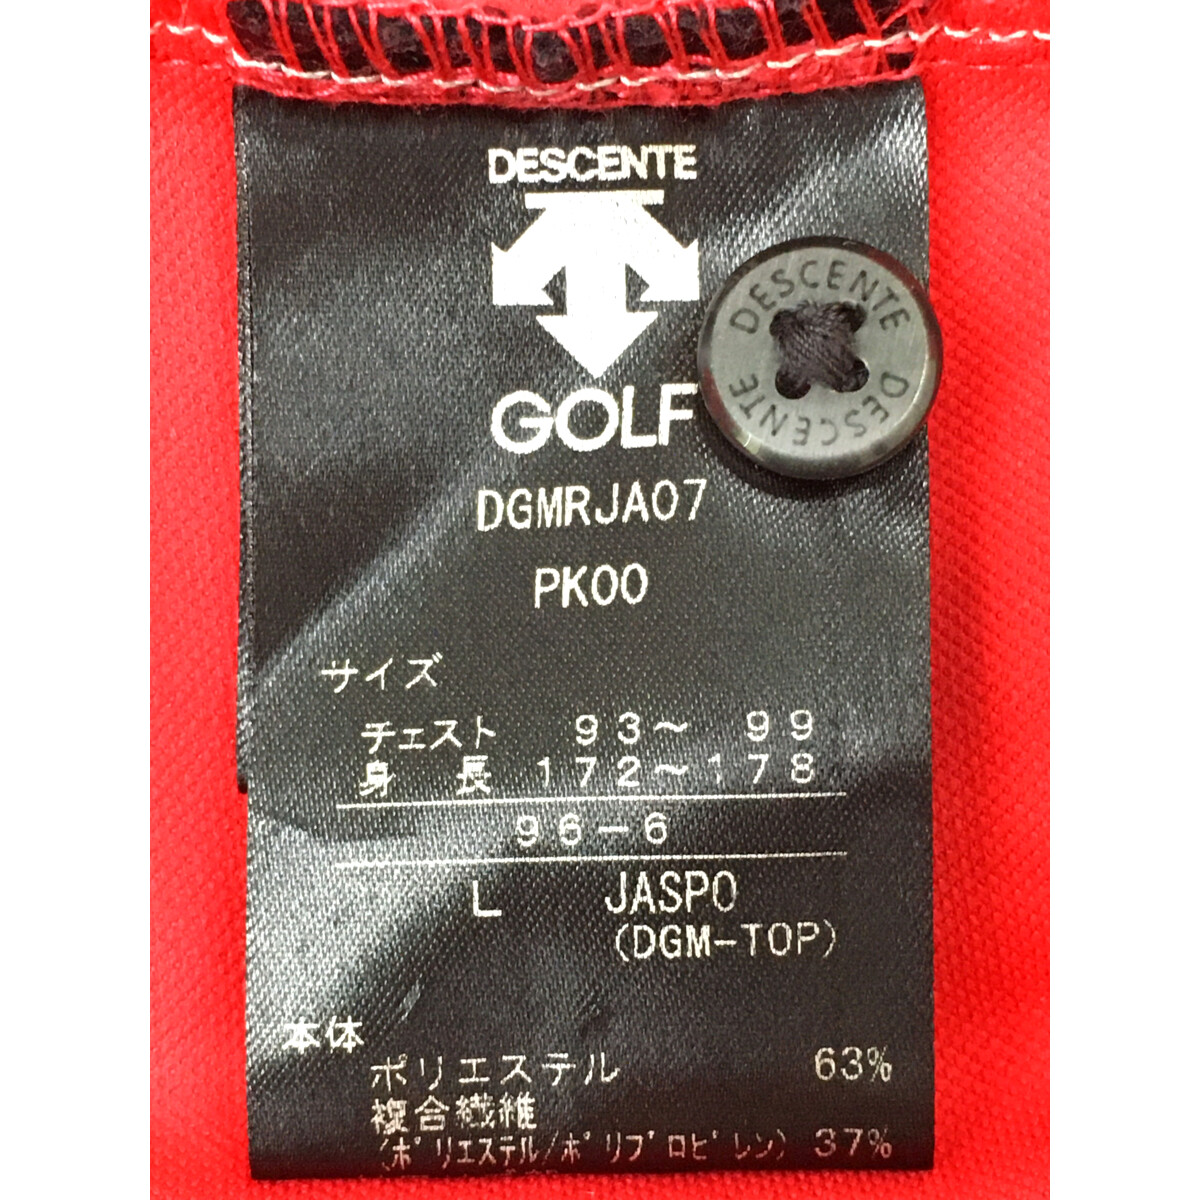 DESCENTE
GOLF
DESCENTE DESCENTE
DGMRJA07
PK00
サイズ
チェスト 93～ 99
身 長 172～178
96-6
L JASPO
(DGM-TOP)
本体
ポリエステル 63%
複合繊維
(ﾎﾟﾘｴｽﾃﾙ/ﾎﾟﾘﾌﾟﾛﾋﾟﾚﾝ) 37%